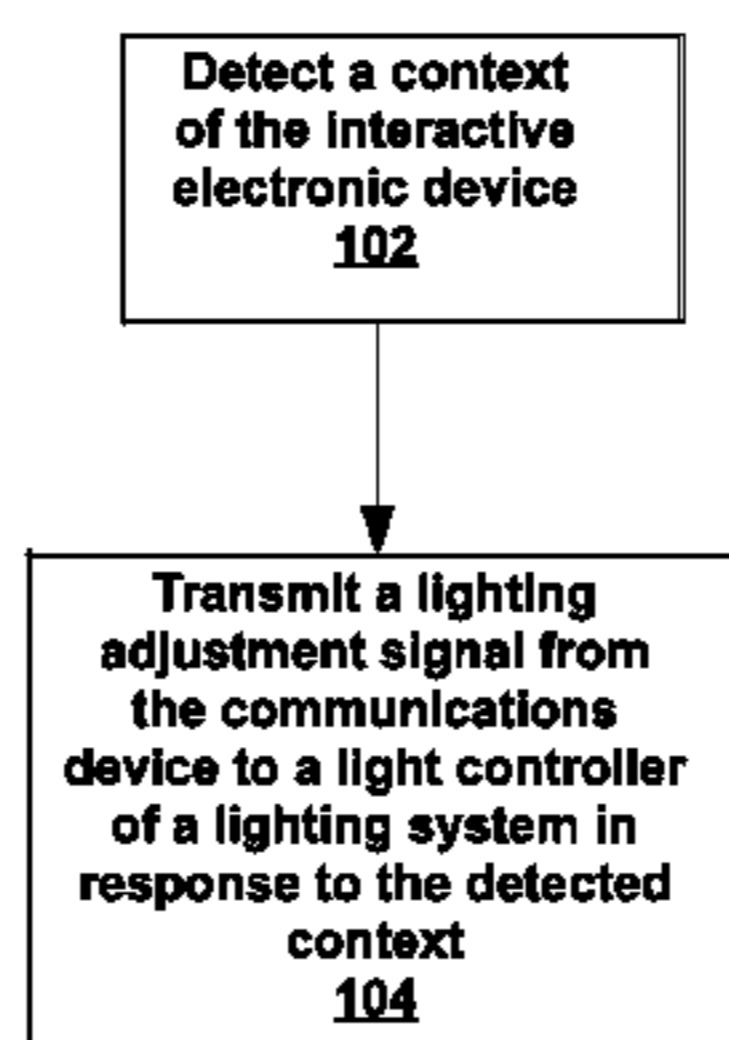 Detect a context
of the interactive
electronic device
102
Transmit a lighting
adjustment signal from
the communications
device to a light controller
of a lighting system in
response to the detected
context
104